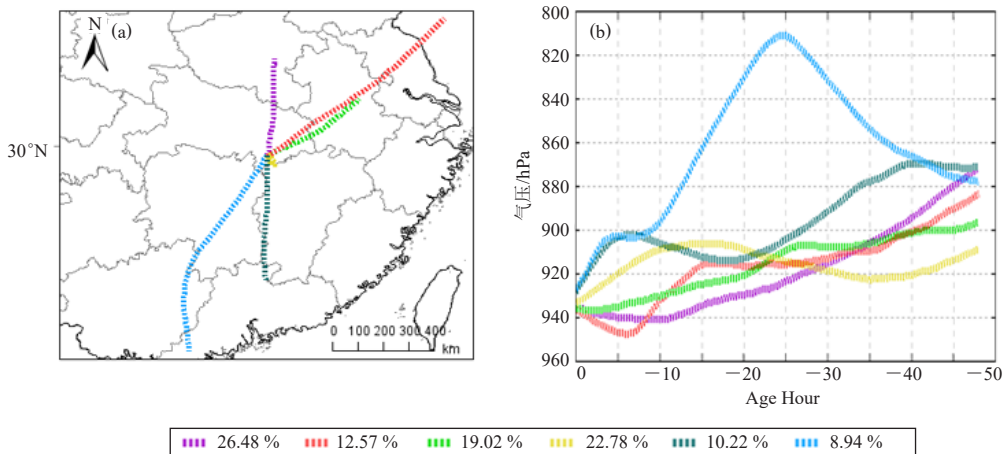 N
(a)
30°N
0 100 200 300 400
km
(b)
气压/hPa
800
820
840
860
880
900
920
940
960
0 －10 －20 －30 －40 －50
Age Hour
26.48 % 12.57 % 19.02 % 22.78 % 10.22 % 8.94 %